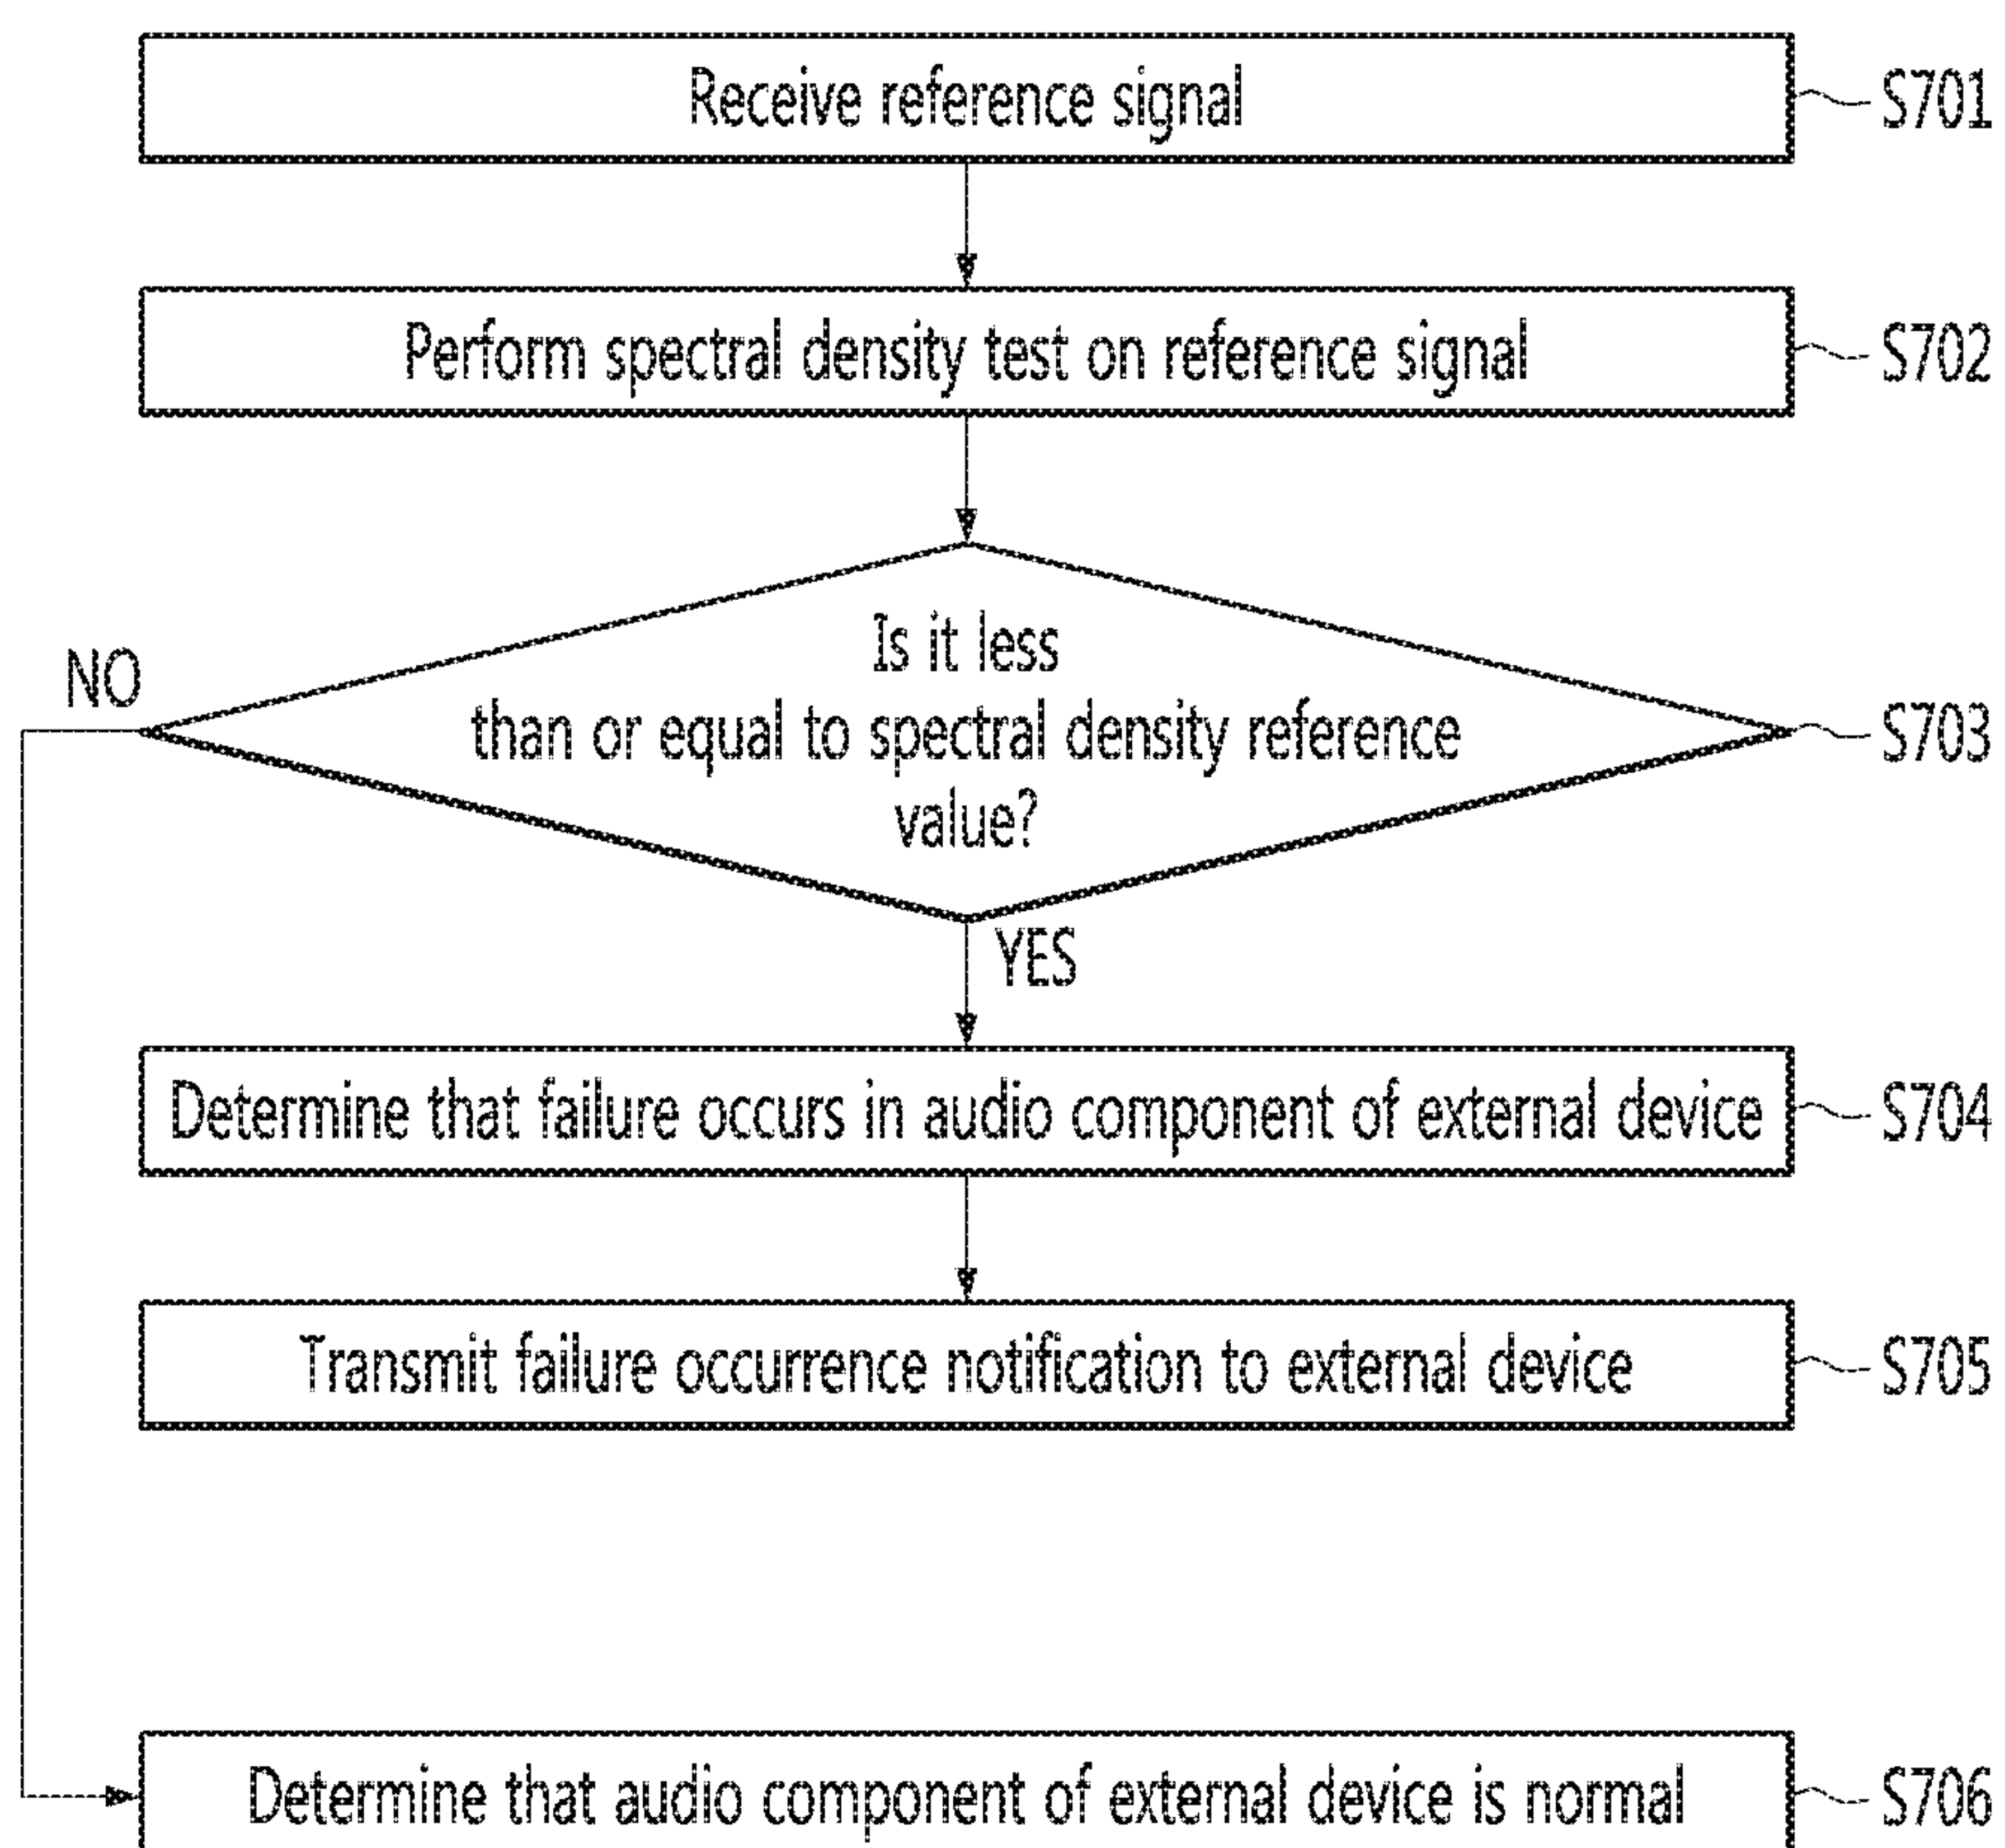 Receive reference signal
S701
Perform spectral density test on reference signal
S702
Is it less
than or equal to spectral density reference
value?
S703
NO
YES
Determine that failure occurs in audio component of external device
S704
Transmit failure occurrence notification to external device
S705
Determine that audio component of external device is normal
S706